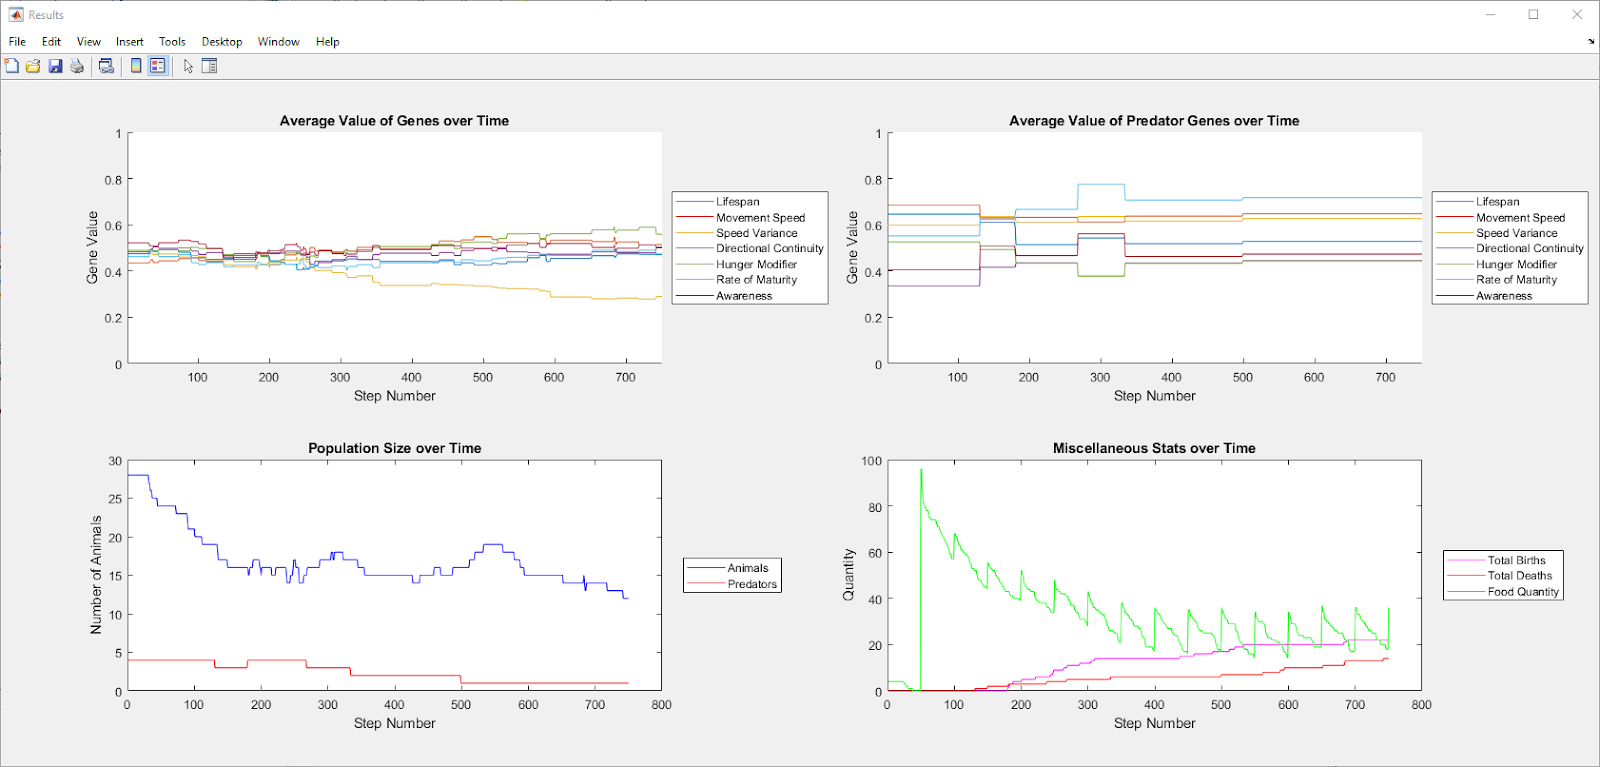 Results
File Edit View Insert Tools Desktop Window Help
Average Value of Genes over Time
1
0.8
0.6
0.4
0.2
0
Gene Value
100 200 300 400 500 600 700
Step Number
Lifespan
Movement Speed
Speed Variance
Directional Continuity
Hunger Modifier
Rate of Maturity
Awareness
Average Value of Predator Genes over Time
1
0.8
0.6
0.4
0.2
0
Gene Value
100 200 300 400 500 600 700
Step Number
Lifespan
Movement Speed
Speed Variance
Directional Continuity
Hunger Modifier
Rate of Maturity
Awareness
Population Size over Time
30
25
20
15
10
5
0
Number of Animals
0 100 200 300 400 500 600 700 800
Step Number
Animals
Predators
Miscellaneous Stats over Time
100
80
60
40
20
0
Quantity
0 100 200 300 400 500 600 700 800
Step Number
Total Births
Total Deaths
Food Quantity